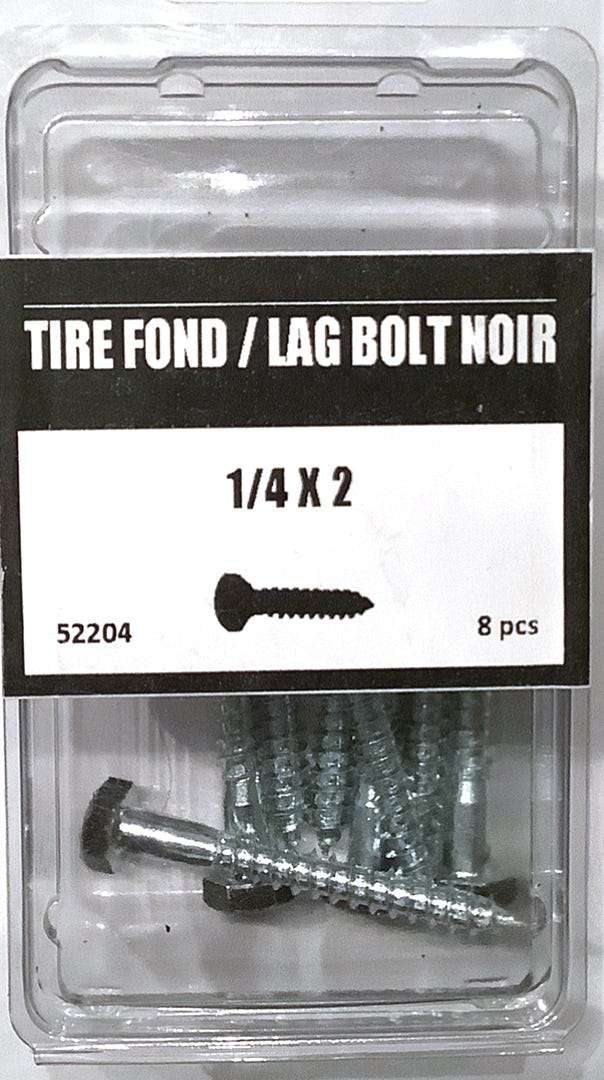 TIRE FOND / LAG BOLT NOIR
1/4 X 2
52204
8 pcs